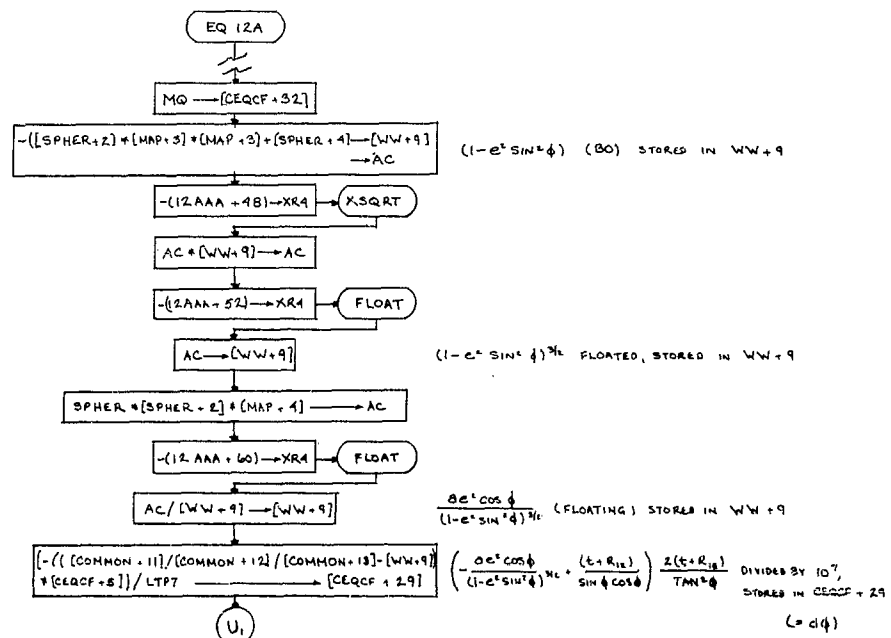 EQ 12A
MQ → [CEQCF + 32]
-([SPHER+2] * [MAP+3] * [MAP+3] + [SPHER+4] → [WW+9]
→ AC
(1-e² SIN² φ) (BO) STORED IN WW+9
-(12AAA + 48) → XR4
XSQRT
AC * [WW+9] → AC
-(12AAA + 52) → XR4
FLOAT
AC → [WW+9]
(1-e² SIN² φ)^3/2 FLOATED, STORED IN WW+9
SPHER * [SPHER + 2] * [MAP + 4] → AC
-(12AAA + 60) → XR4
FLOAT
AC / [WW+9] → [WW+9]
ae² COS φ / (1-e² SIN² φ)^3/2 (FLOATING) STORED IN WW+9
[-(([COMMON + 11] / [COMMON + 12] / [COMMON + 13] - [WW+9])
* [CEQCF + 8])] / LTP7 → [CEQCF + 29]
(- ae² COS φ / (1-e² SIN² φ)^3/2 + (t+R₁₂) / SIN φ COS φ) 2(t+R₁₈) / TAN² φ DIVIDED BY 10⁷,
STORED IN CEQCF + 29
(= dφ)
U₁